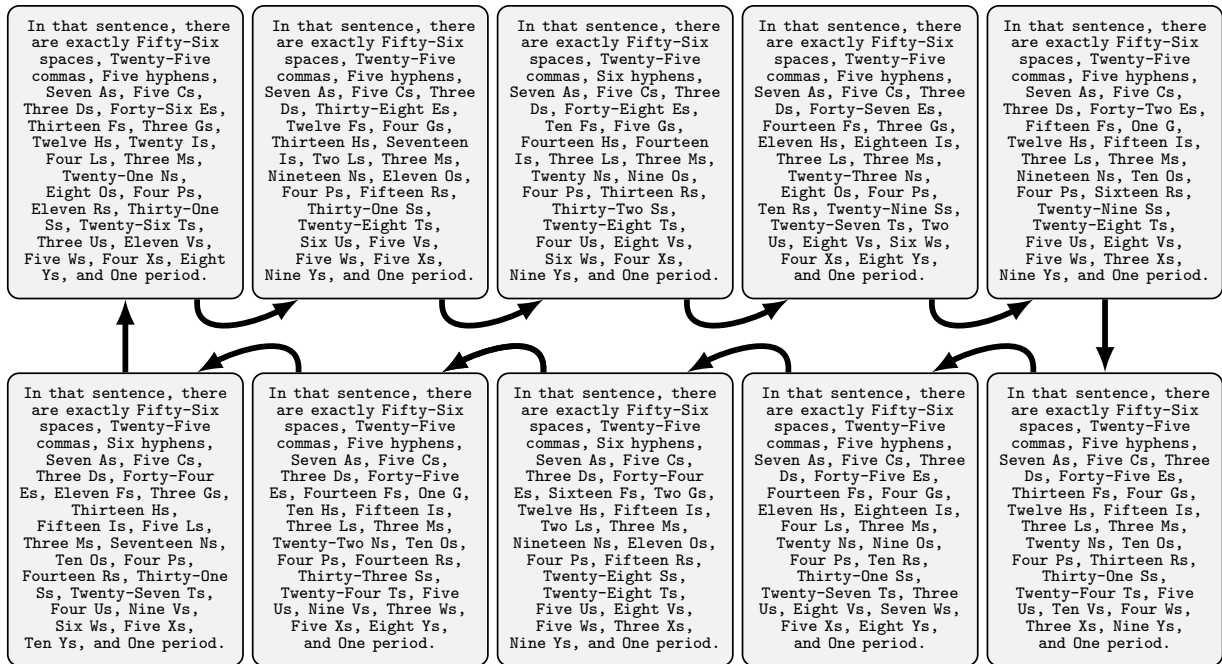 In that sentence, there
are exactly Fifty-Six
spaces, Twenty-Five
commas, Five hyphens,
Seven As, Five Cs,
Three Ds, Forty-Six Es,
Thirteen Fs, Three Gs,
Twelve Hs, Twenty Is,
Four Ls, Three Ms,
Twenty-One Ns,
Eight Os, Four Ps,
Eleven Rs, Thirty-One
Ss, Twenty-Six Ts,
Three Us, Eleven Vs,
Five Ws, Four Xs, Eight
Ys, and One period.
In that sentence, there
are exactly Fifty-Six
spaces, Twenty-Five
commas, Five hyphens,
Seven As, Five Cs, Three
Ds, Thirty-Eight Es,
Twelve Fs, Four Gs,
Thirteen Hs, Seventeen
Is, Two Ls, Three Ms,
Nineteen Ns, Eleven Os,
Four Ps, Fifteen Rs,
Thirty-One Ss,
Twenty-Eight Ts,
Six Us, Five Vs,
Five Ws, Five Xs,
Nine Ys, and One period.
In that sentence, there
are exactly Fifty-Six
spaces, Twenty-Five
commas, Six hyphens,
Seven As, Five Cs, Three
Ds, Forty-Eight Es,
Ten Fs, Five Gs,
Fourteen Hs, Fourteen
Is, Three Ls, Three Ms,
Twenty Ns, Nine Os,
Four Ps, Thirteen Rs,
Thirty-Two Ss,
Twenty-Eight Ts,
Four Us, Eight Vs,
Six Ws, Four Xs,
Nine Ys, and One period.
In that sentence, there
are exactly Fifty-Six
spaces, Twenty-Five
commas, Five hyphens,
Seven As, Five Cs, Three
Ds, Forty-Seven Es,
Fourteen Fs, Three Gs,
Eleven Hs, Eighteen Is,
Three Ls, Three Ms,
Twenty-Three Ns,
Eight Os, Four Ps,
Ten Rs, Twenty-Nine Ss,
Twenty-Seven Ts, Two
Us, Eight Vs, Six Ws,
Four Xs, Eight Ys,
and One period.
In that sentence, there
are exactly Fifty-Six
spaces, Twenty-Five
commas, Five hyphens,
Seven As, Five Cs,
Three Ds, Forty-Two Es,
Fifteen Fs, One G,
Twelve Hs, Fifteen Is,
Three Ls, Three Ms,
Nineteen Ns, Ten Os,
Four Ps, Sixteen Rs,
Twenty-Nine Ss,
Twenty-Eight Ts,
Five Us, Eight Vs,
Five Ws, Three Xs,
Nine Ys, and One period.
In that sentence, there
are exactly Fifty-Six
spaces, Twenty-Five
commas, Six hyphens,
Seven As, Five Cs,
Three Ds, Forty-Four
Es, Eleven Fs, Three Gs,
Thirteen Hs,
Fifteen Is, Five Ls,
Three Ms, Seventeen Ns,
Ten Os, Four Ps,
Fourteen Rs, Thirty-One
Ss, Twenty-Seven Ts,
Four Us, Nine Vs,
Six Ws, Five Xs,
Ten Ys, and One period.
In that sentence, there
are exactly Fifty-Six
spaces, Twenty-Five
commas, Five hyphens,
Seven As, Five Cs,
Three Ds, Forty-Five
Es, Fourteen Fs, One G,
Ten Hs, Fifteen Is,
Three Ls, Three Ms,
Twenty-Two Ns, Ten Os,
Four Ps, Fourteen Rs,
Thirty-Three Ss,
Twenty-Four Ts, Five
Us, Nine Vs, Three Ws,
Five Xs, Eight Ys,
and One period.
In that sentence, there
are exactly Fifty-Six
spaces, Twenty-Five
commas, Six hyphens,
Seven As, Five Cs,
Three Ds, Forty-Four
Es, Sixteen Fs, Two Gs,
Twelve Hs, Fifteen Is,
Two Ls, Three Ms,
Nineteen Ns, Eleven Os,
Four Ps, Fifteen Rs,
Twenty-Eight Ss,
Twenty-Eight Ts,
Five Us, Eight Vs,
Five Ws, Three Xs,
Nine Ys, and One period.
In that sentence, there
are exactly Fifty-Six
spaces, Twenty-Five
commas, Five hyphens,
Seven As, Five Cs, Three
Ds, Forty-Five Es,
Fourteen Fs, Four Gs,
Eleven Hs, Eighteen Is,
Four Ls, Three Ms,
Twenty Ns, Nine Os,
Four Ps, Ten Rs,
Thirty-One Ss,
Twenty-Seven Ts, Three
Us, Eight Vs, Seven Ws,
Five Xs, Eight Ys,
and One period.
In that sentence, there
are exactly Fifty-Six
spaces, Twenty-Five
commas, Five hyphens,
Seven As, Five Cs, Three
Ds, Forty-Five Es,
Thirteen Fs, Four Gs,
Twelve Hs, Fifteen Is,
Three Ls, Three Ms,
Twenty Ns, Ten Os,
Four Ps, Thirteen Rs,
Thirty-One Ss,
Twenty-Four Ts, Five
Us, Ten Vs, Four Ws,
Three Xs, Nine Ys,
and One period.